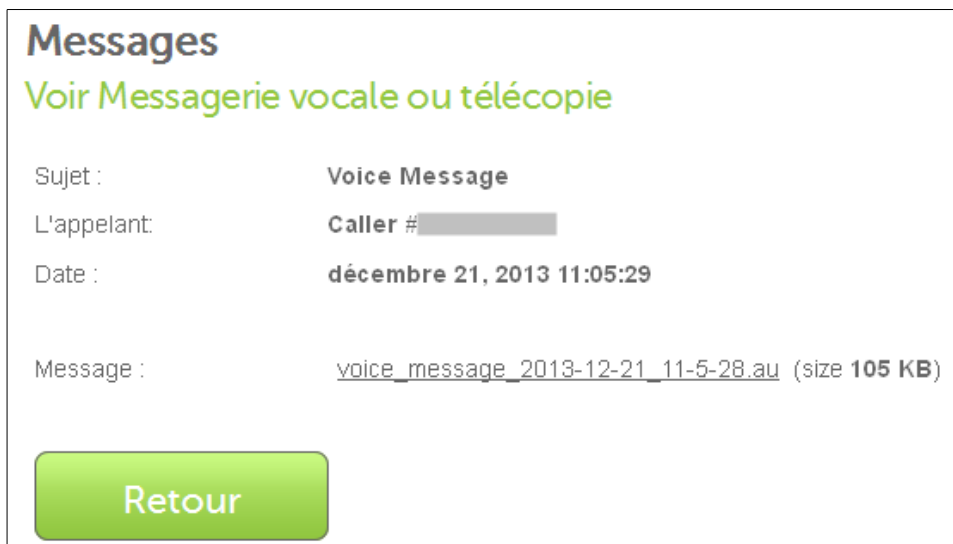 Messages
Voir Messagerie vocale ou télécopie
Sujet : Voice Message
L'appelant: Caller #
Date : décembre 21, 2013 11:05:29
Message : voice_message_2013-12-21_11-5-28.au (size 105 KB)
Retour